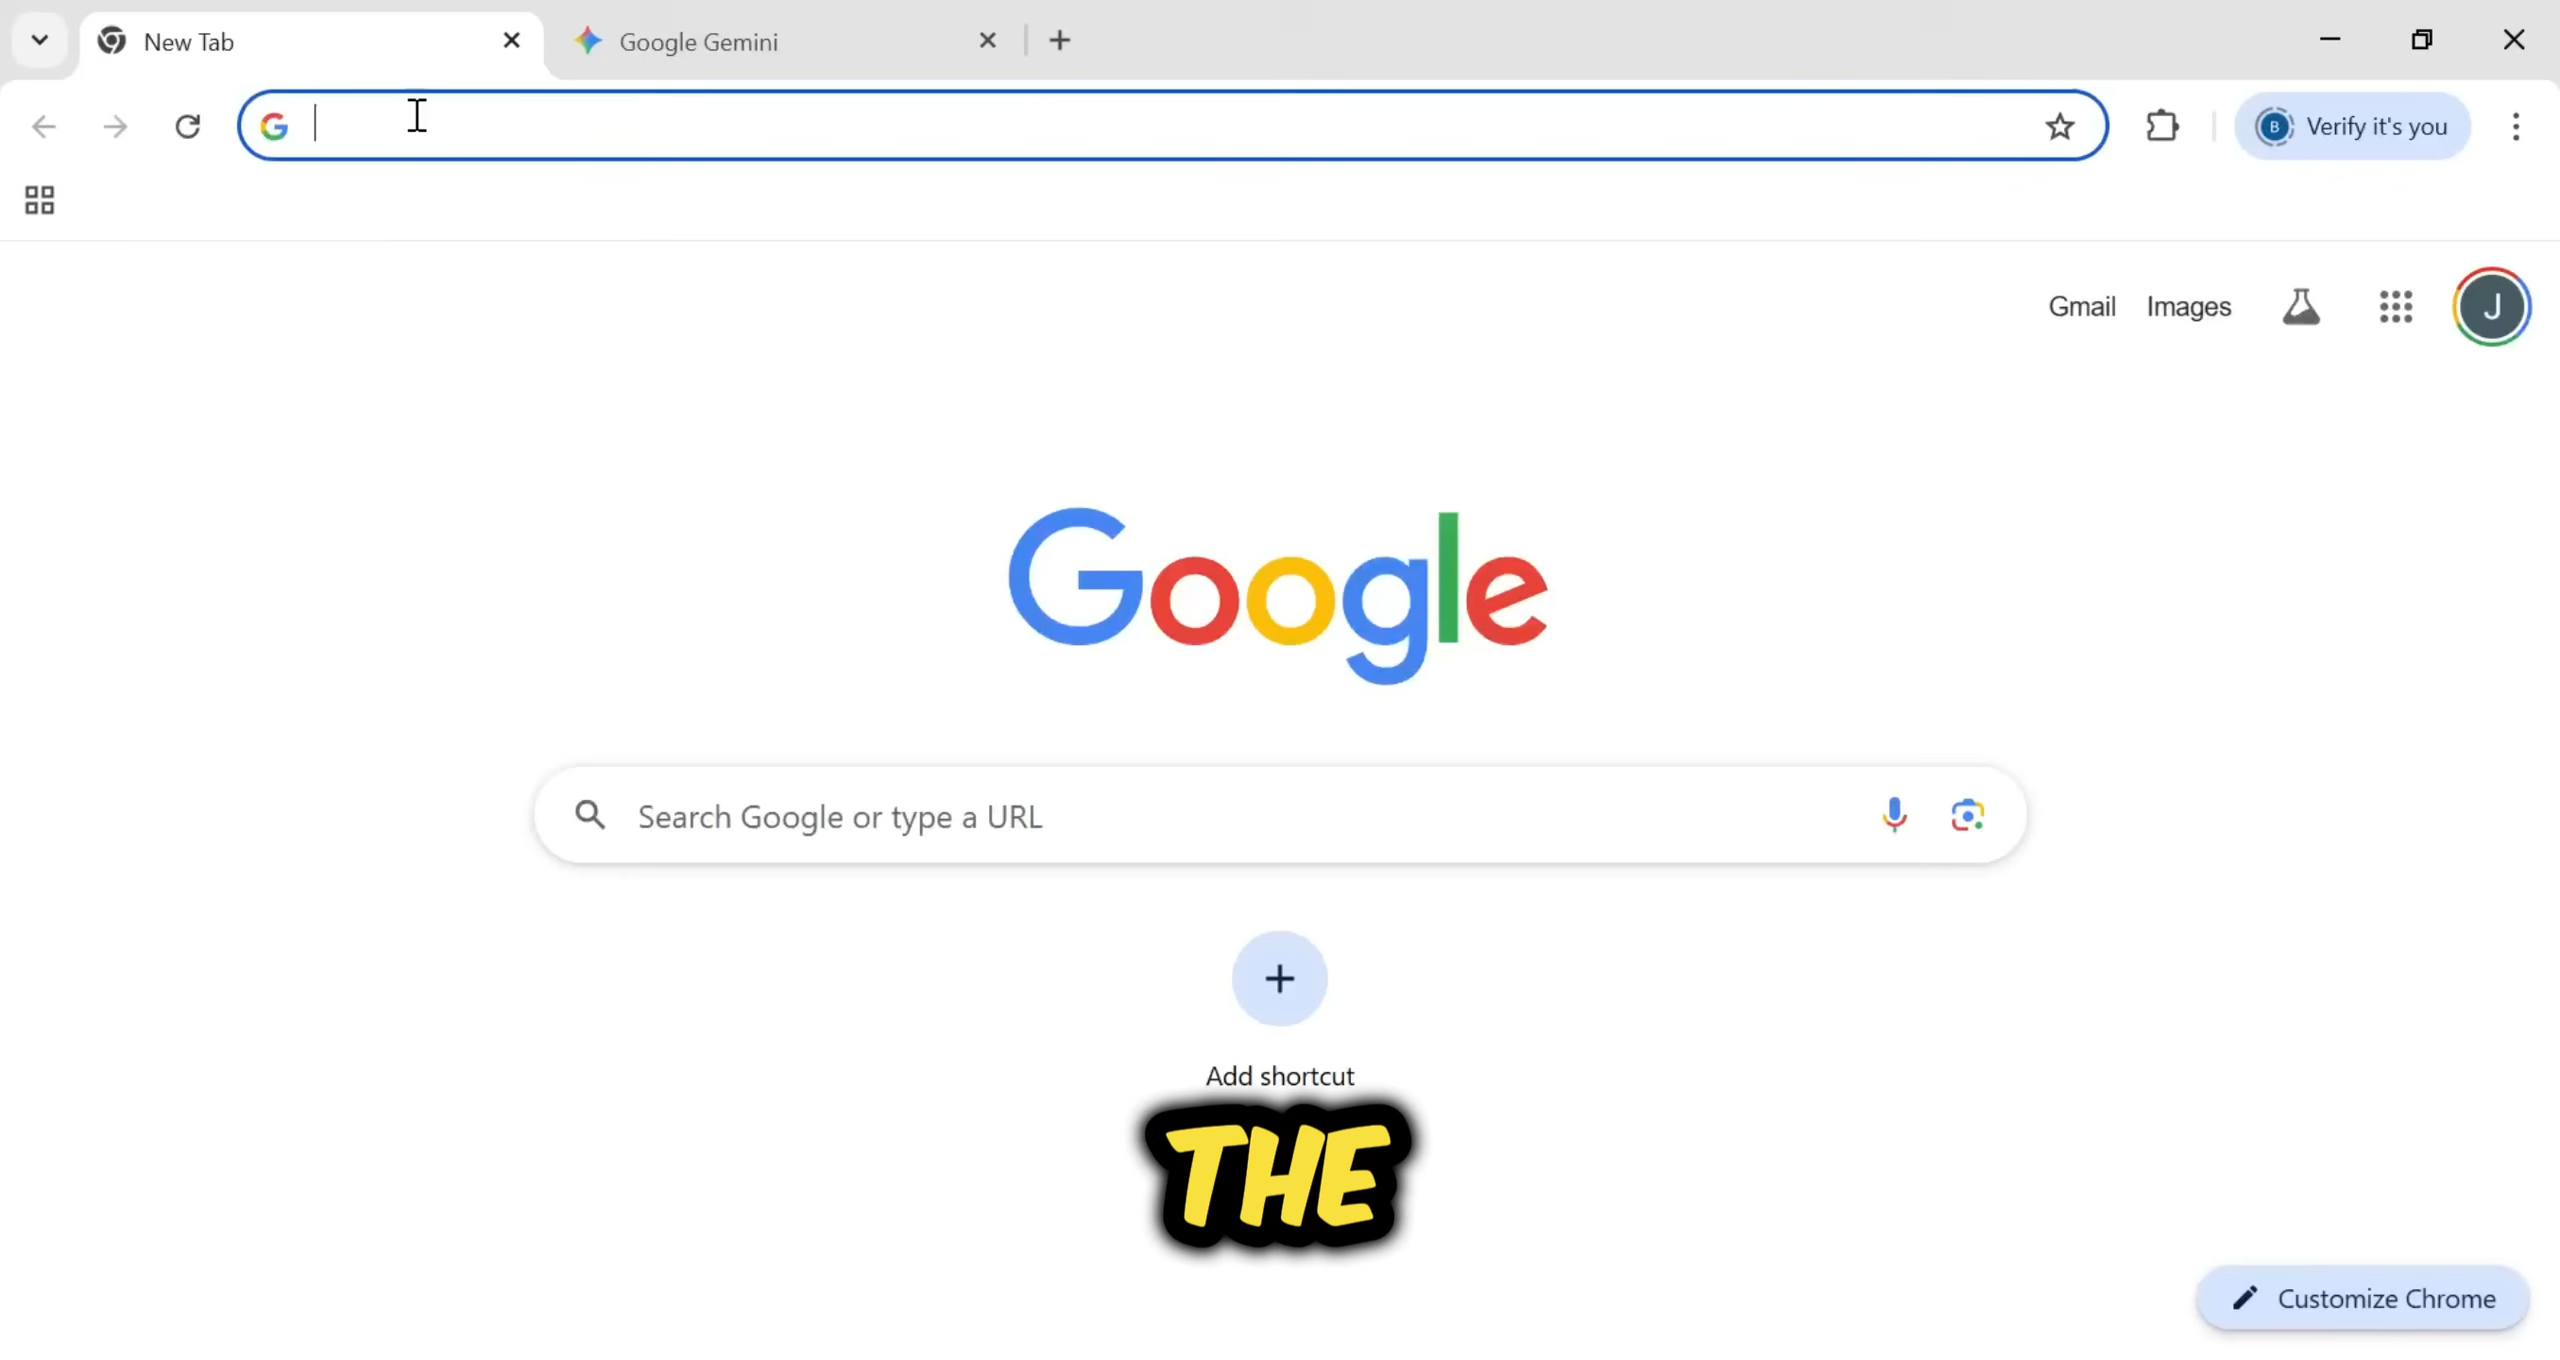 New Tab
Google Gemini
B Verify it's you
Gmail Images J
Google
Search Google or type a URL
Add shortcut
THE
Customize Chrome